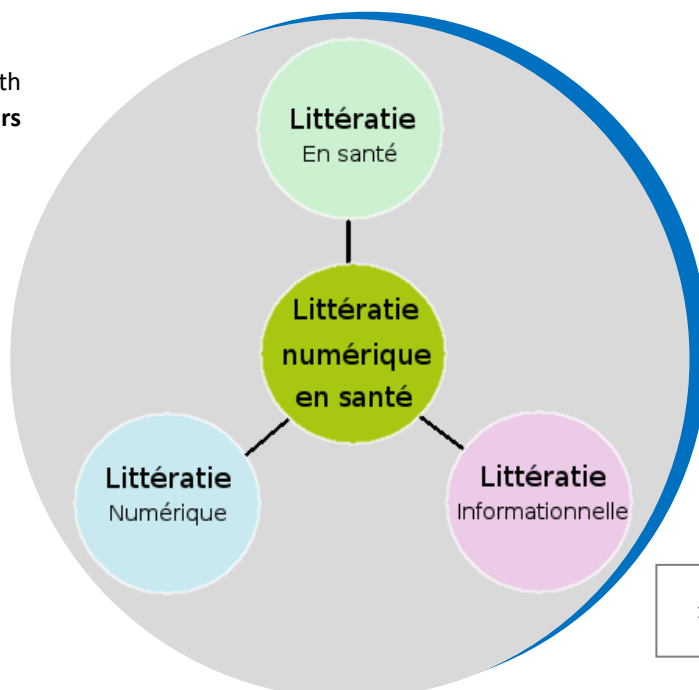 th
rs
Littératie
En santé
Littératie
numérique
en santé
Littératie
Numérique
Littératie
Informationnelle